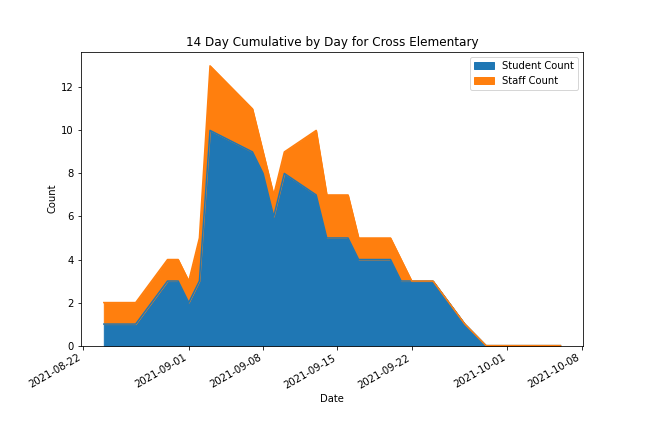 14 Day Cumulative by Day for Cross Elementary
Student Count
Staff Count
12
10
8
6
4
2
0
Count
2021-08-22
2021-09-01
2021-09-08
2021-09-15
2021-09-22
2021-10-01
2021-10-08
Date